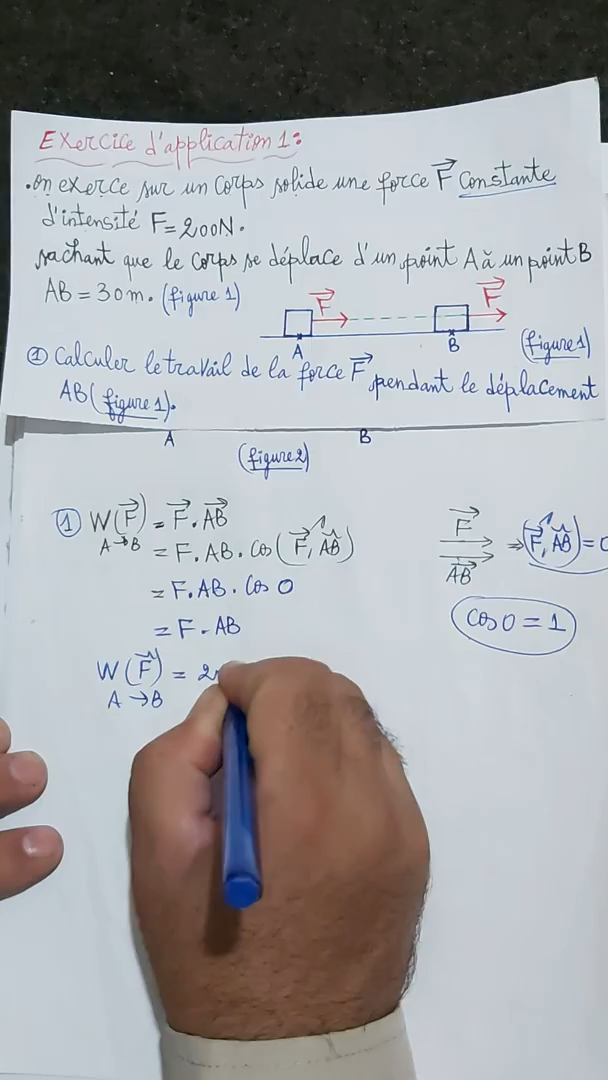 Exercice d'application 1:
.on exerce sur un corps solide une force F Constante
d'intensité F = 200N.
sachant que le corps se déplace d'un point A à un point B
AB = 30 m. (figure 1)
F F
A B (figure 1)
① Calculer le travail de la force F pendant le déplacement
AB (figure 1).
A B
(figure 2)
① W(F) = F . AB
A→B
= F . AB . cos (F, AB)
= F. AB . cos 0
= F . AB
W(F) = 2
A→B
F
AB
⇒ (F, AB) = 0
cos 0 = 1